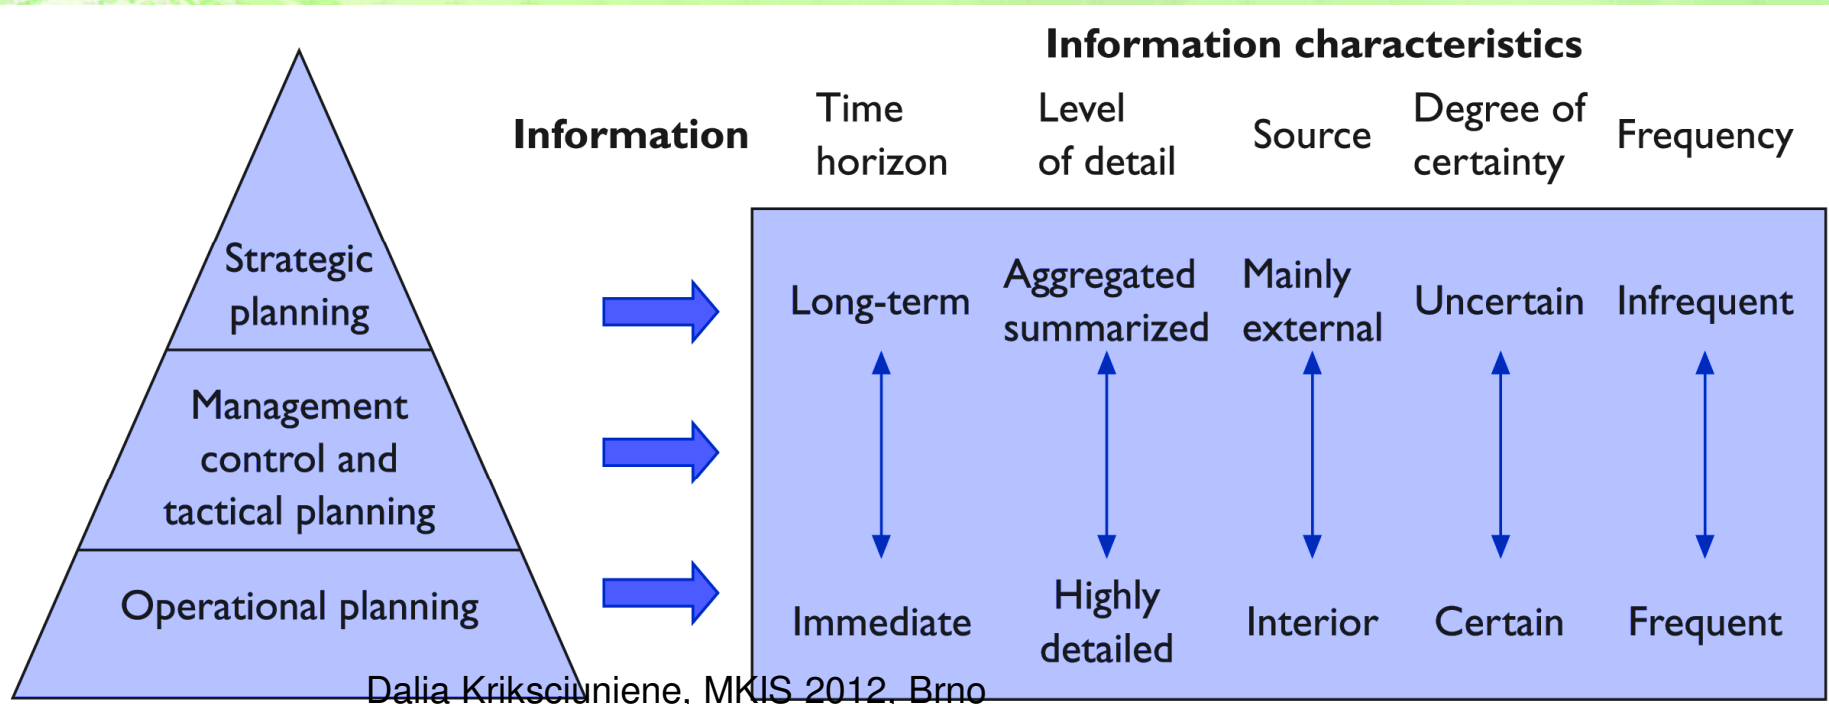 Information characteristics
Information
Time
horizon
Level
of detail
Source
Degree of
certainty
Frequency
Strategic
planning
Long-term
Aggregated
summarized
Mainly
external
Uncertain
Infrequent
Management
control and
tactical planning
Operational planning
Immediate
Highly
detailed
Interior
Certain
Frequent
Dalia Kriksciuniene, MKIS 2012, Brno